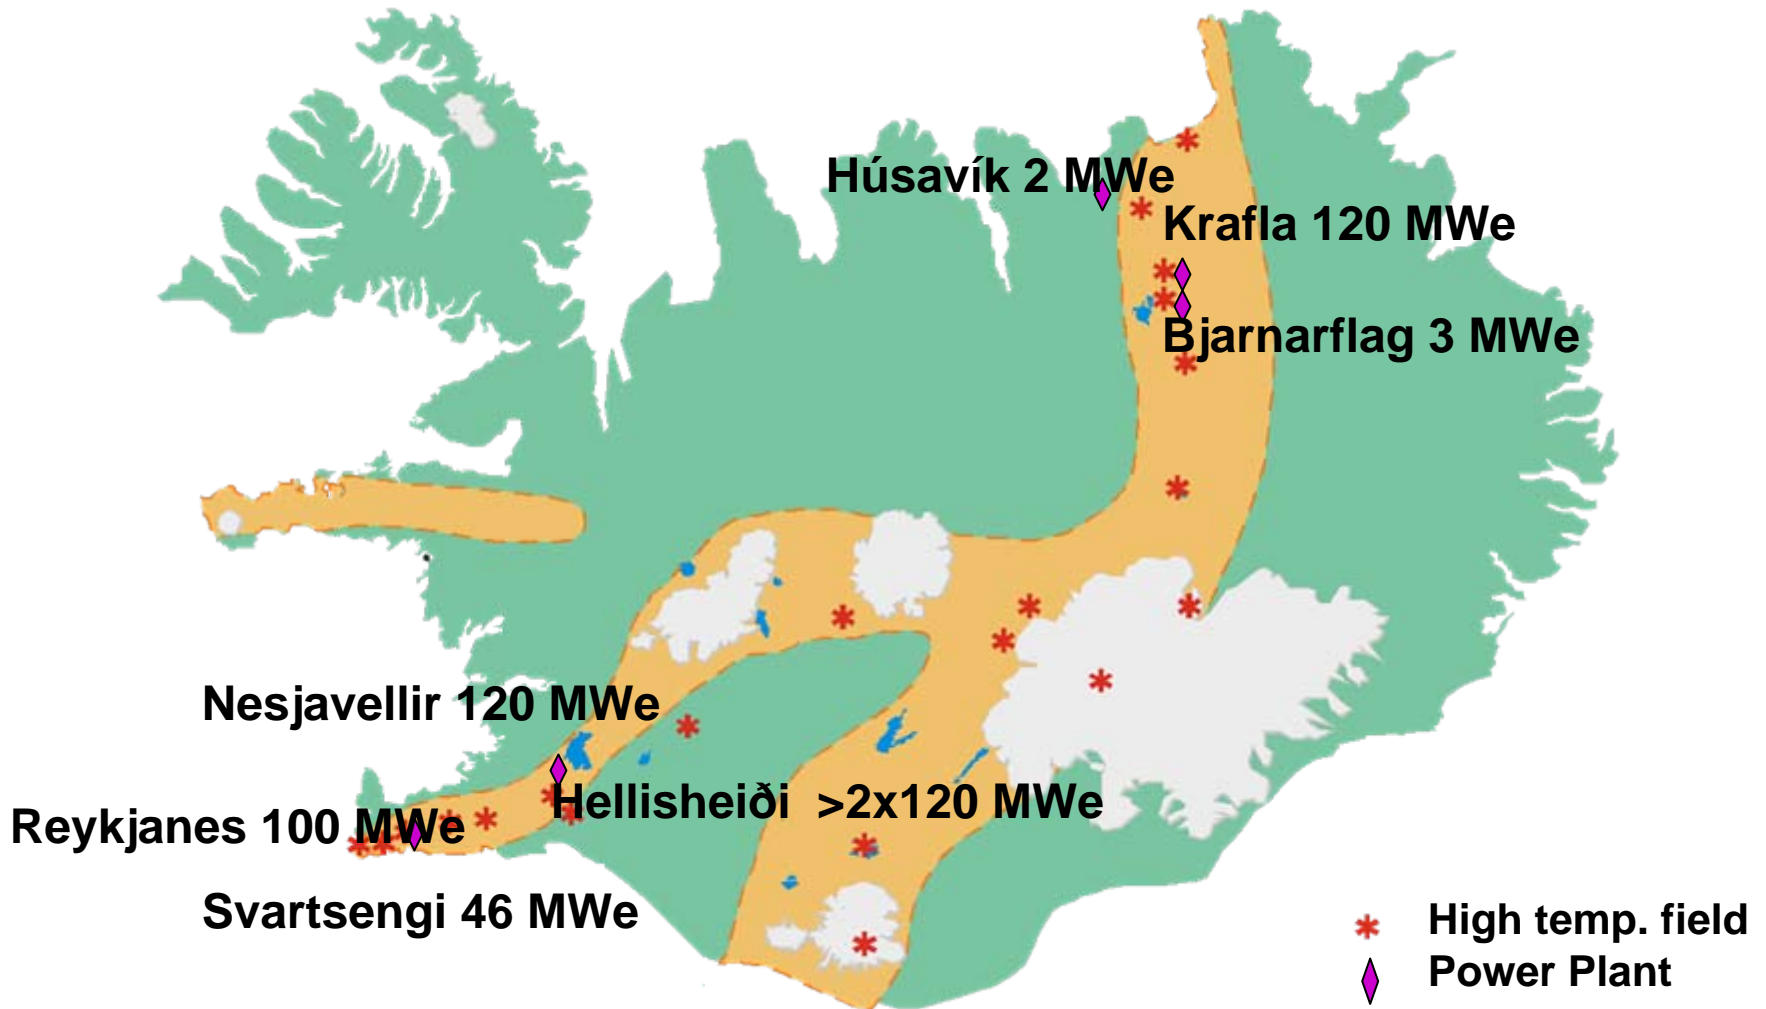 Húsavík 2 MWe
Krafla 120 MWe
Bjarnarflag 3 MWe
Nesjavellir 120 MWe
Hellisheiði >2x120 MWe
Reykjanes 100 MWe
Svartsengi 46 MWe
High temp. field
Power Plant